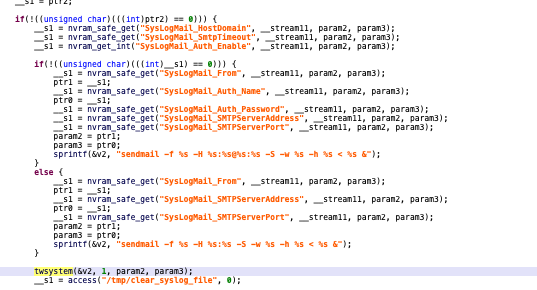 __s1 = ptr2;
if(!((unsigned char)(((int)ptr2) == 0))) {
__s1 = nvram_safe_get("SysLogMail_HostDomain", __stream11, param2, param3);
__s1 = nvram_safe_get("SysLogMail_SmtpTimeout", __stream11, param2, param3);
__s1 = nvram_get_int("SysLogMail_Auth_Enable", __stream11, param2, param3);
if(!((unsigned char)(((int)__s1) == 0))) {
__s1 = nvram_safe_get("SysLogMail_From", __stream11, param2, param3);
ptr1 = __s1;
__s1 = nvram_safe_get("SysLogMail_Auth_Name", __stream11, param2, param3);
ptr0 = __s1;
__s1 = nvram_safe_get("SysLogMail_Auth_Password", __stream11, param2, param3);
__s1 = nvram_safe_get("SysLogMail_SMTPServerAddress", __stream11, param2, param3);
__s1 = nvram_safe_get("SysLogMail_SMTPServerPort", __stream11, param2, param3);
param2 = ptr1;
param3 = ptr0;
sprintf(&v2, "sendmail -f %s -H %s:%s@%s:%s -S -w %s -h %s < %s &");
}
else {
__s1 = nvram_safe_get("SysLogMail_From", __stream11, param2, param3);
ptr1 = __s1;
__s1 = nvram_safe_get("SysLogMail_SMTPServerAddress", __stream11, param2, param3);
ptr0 = __s1;
__s1 = nvram_safe_get("SysLogMail_SMTPServerPort", __stream11, param2, param3);
param2 = ptr1;
param3 = ptr0;
sprintf(&v2, "sendmail -f %s -H %s:%s -S -w %s -h %s < %s &");
}
twsystem(&v2, 1, param2, param3);
__s1 = access("/tmp/clear_syslog_file", 0);